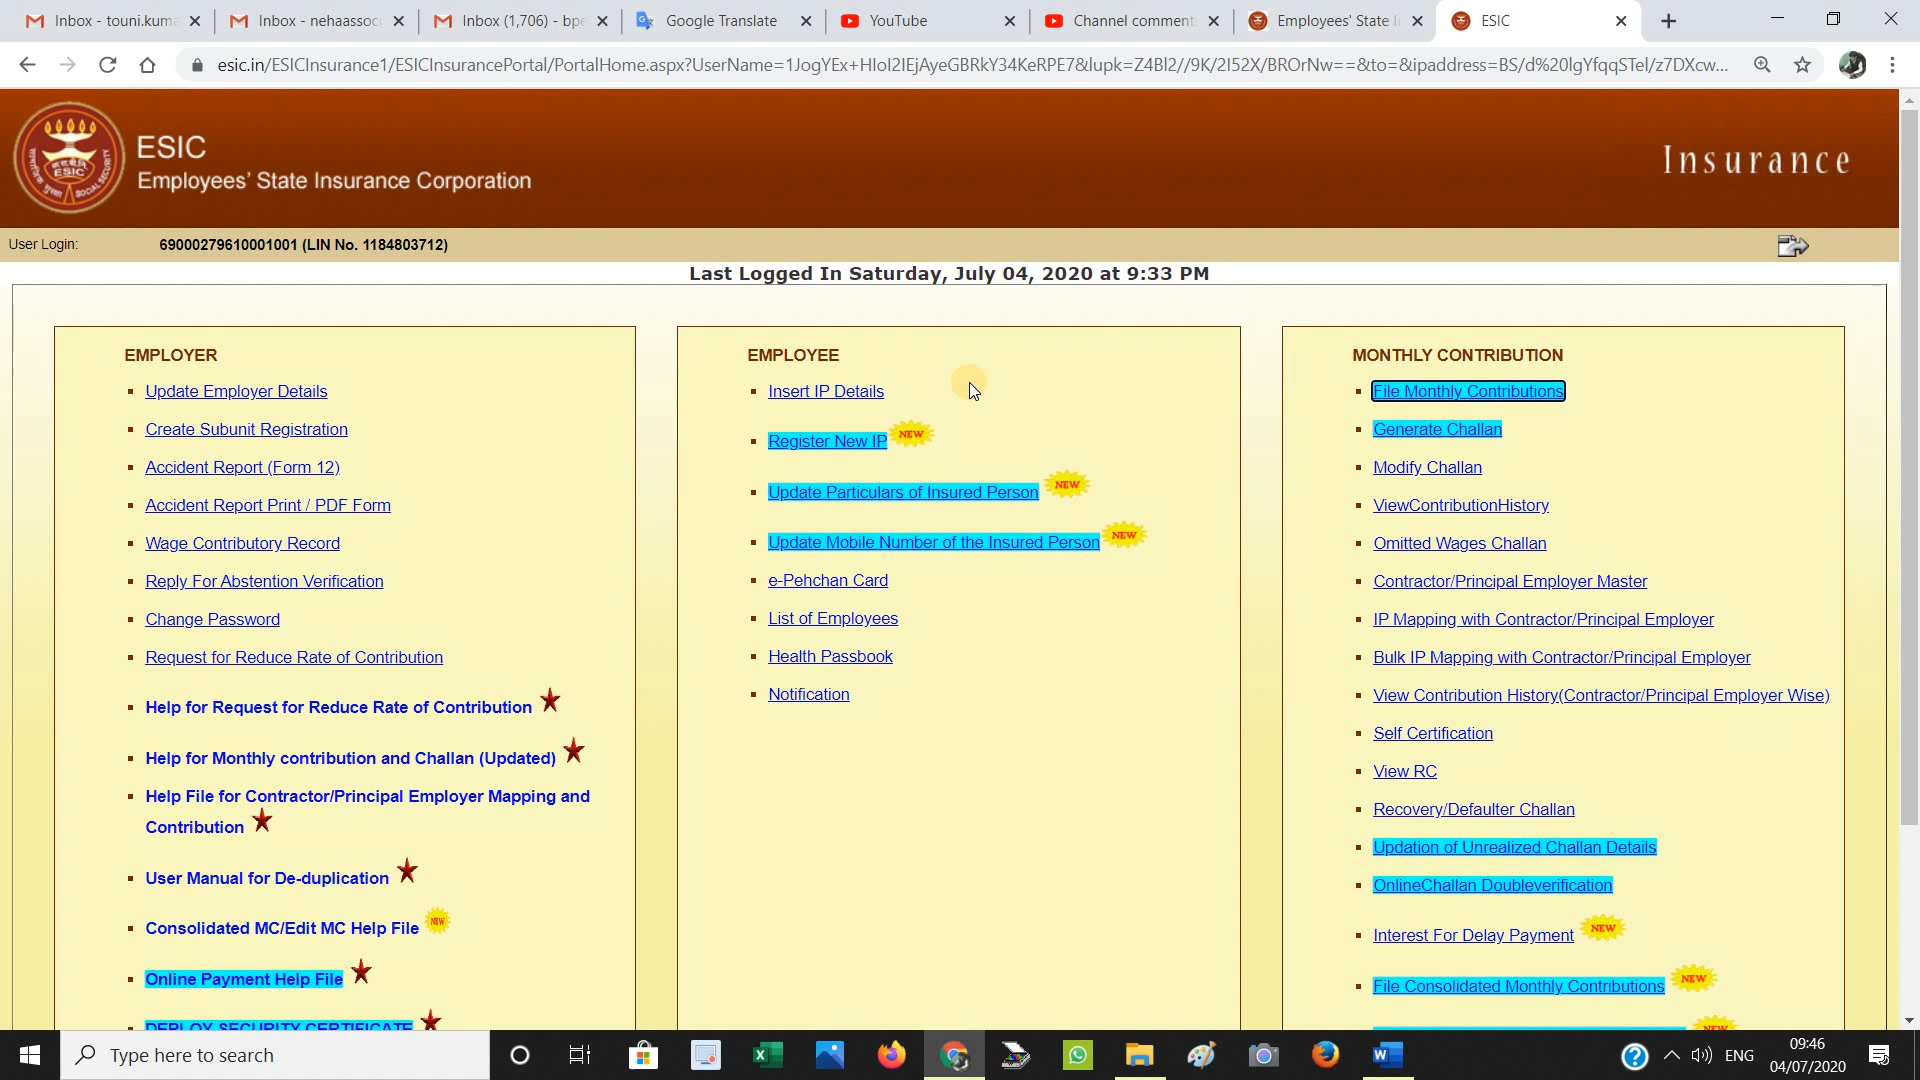 Inbox - touni.kuma
Inbox - nehaassoc
Inbox (1,706) - bpe
Google Translate
YouTube
Channel comment
Employees' State I
ESIC
esic.in/ESICInsurance1/ESICInsurancePortal/PortalHome.aspx?UserName=1JogYEx+HIoI2IEjAyeGBRkY34KeRPE7&lupk=Z4Bl2//9K/2I52X/BROrNw==&to=&ipaddress=BS/d%20lgYfqqSTel/z7DXcw...
ESIC
Employees' State Insurance Corporation
Insurance
User Login: 69000279610001001 (LIN No. 1184803712)
Last Logged In Saturday, July 04, 2020 at 9:33 PM
EMPLOYER
Update Employer Details
Create Subunit Registration
Accident Report (Form 12)
Accident Report Print / PDF Form
Wage Contributory Record
Reply For Abstention Verification
Change Password
Request for Reduce Rate of Contribution
Help for Request for Reduce Rate of Contribution
Help for Monthly contribution and Challan (Updated)
Help File for Contractor/Principal Employer Mapping and
Contribution
User Manual for De-duplication
Consolidated MC/Edit MC Help File NEW
Online Payment Help File
DEPLOY SECURITY CERTIFICATE
EMPLOYEE
Insert IP Details
Register New IP NEW
Update Particulars of Insured Person NEW
Update Mobile Number of the Insured Person NEW
e-Pehchan Card
List of Employees
Health Passbook
Notification
MONTHLY CONTRIBUTION
File Monthly Contributions
Generate Challan
Modify Challan
ViewContributionHistory
Omitted Wages Challan
Contractor/Principal Employer Master
IP Mapping with Contractor/Principal Employer
Bulk IP Mapping with Contractor/Principal Employer
View Contribution History(Contractor/Principal Employer Wise)
Self Certification
View RC
Recovery/Defaulter Challan
Updation of Unrealized Challan Details
OnlineChallan Doubleverification
Interest For Delay Payment NEW
File Consolidated Monthly Contributions NEW
NEW
Type here to search
ENG
09:46
04/07/2020